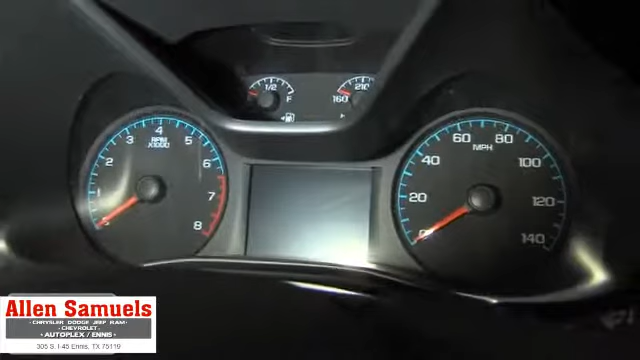 1/2 F
160 210
H
1 2 3 4 5 6 7 8
RPM
X1000
0 20 40 60 80 100 120 140
MPH
Allen Samuels
CHRYSLER DODGE JEEP RAM
·CHEVROLET·
· AUTOPLEX / ENNIS ·
305 S. I-45 Ennis, TX 75119